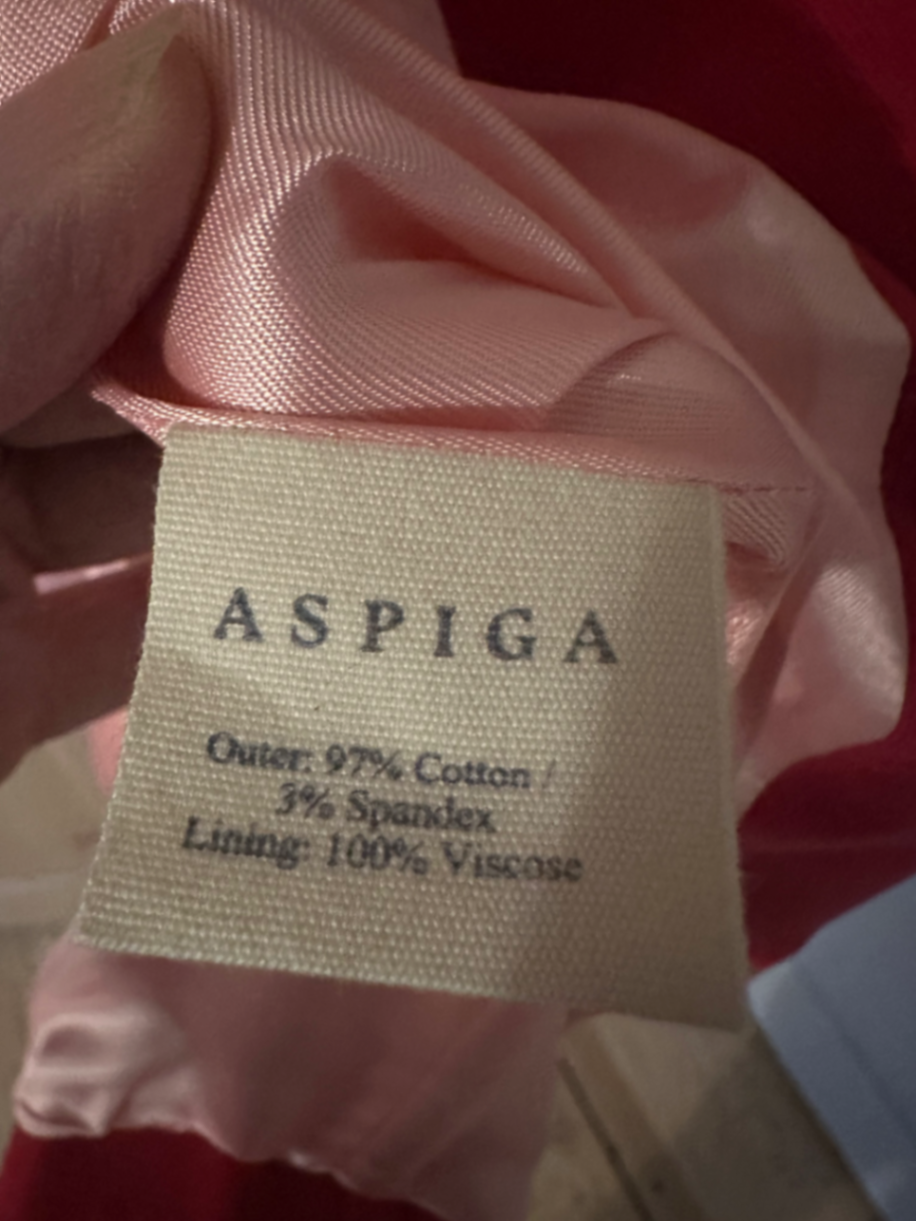 ASPIGA
Outer: 97% Cotton /
3% Spandex
Lining: 100% Viscose